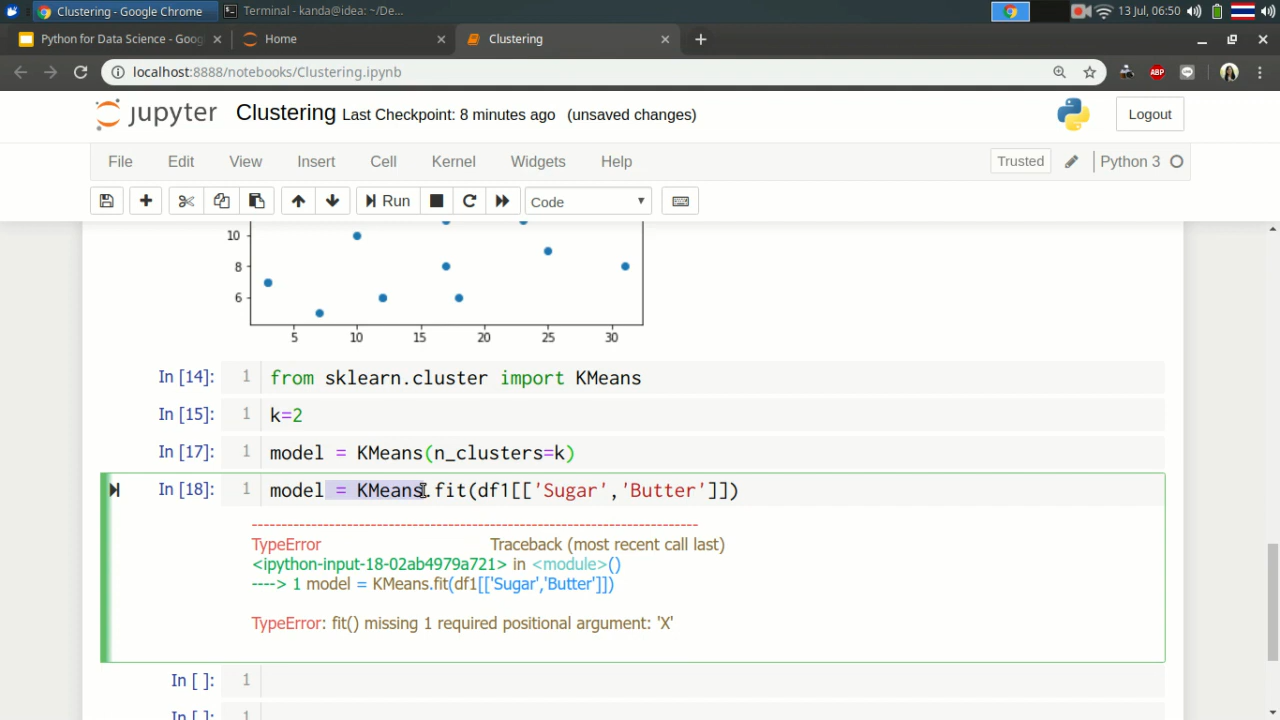 Clustering - Google Chrome
Terminal - kanda@idea: ~/De...
13 Jul, 06:50
Python for Data Science - Goog
Home
Clustering
localhost:8888/notebooks/Clustering.ipynb
ABP
jupyter Clustering Last Checkpoint: 8 minutes ago (unsaved changes)
Logout
File Edit View Insert Cell Kernel Widgets Help
Trusted
Python 3
Run
Code
10
8
6
5 10 15 20 25 30
In [14]: 1 from sklearn.cluster import KMeans
In [15]: 1 k=2
In [17]: 1 model = KMeans(n_clusters=k)
In [18]: 1 model = KMeans.fit(df1[['Sugar','Butter']])
---------------------------------------------------------------------------
TypeError Traceback (most recent call last)
<ipython-input-18-02ab4979a721> in <module>()
----> 1 model = KMeans.fit(df1[['Sugar','Butter']])
TypeError: fit() missing 1 required positional argument: 'X'
In [ ]: 1
In [ ]: 1